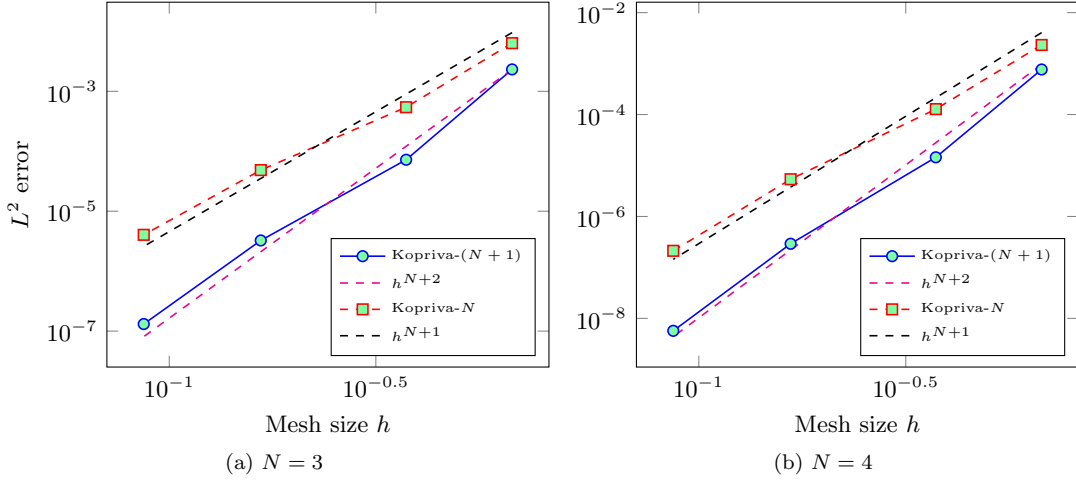 10^{-3}
10^{-5}
10^{-7}
L^2 error
10^{-1}
10^{-0.5}
Mesh size h
Kopriva-(N + 1)
h^{N+2}
Kopriva-N
h^{N+1}
(a) N = 3
10^{-2}
10^{-4}
10^{-6}
10^{-8}
10^{-1}
10^{-0.5}
Mesh size h
Kopriva-(N + 1)
h^{N+2}
Kopriva-N
h^{N+1}
(b) N = 4